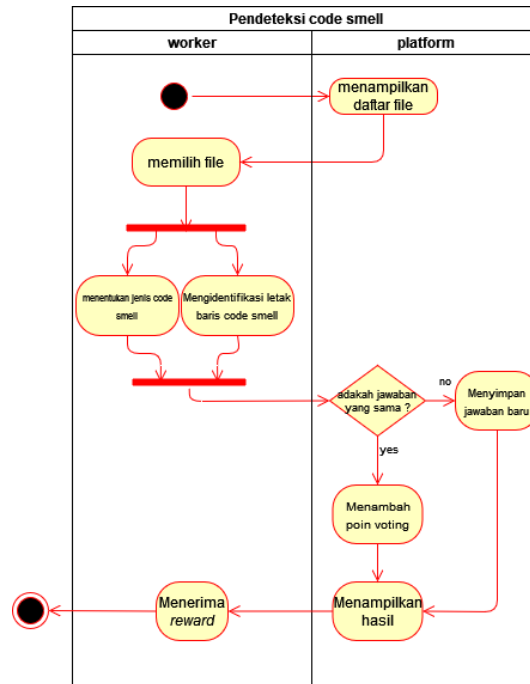 Pendeteksi code smell
worker
platform
menampilkan
daftar file
memilih file
menentukan jenis code
smell
Mengidentifikasi letak
baris code smell
adakah jawaban
yang sama ?
no
Menyimpan
jawaban baru
yes
Menambah
poin voting
Menerima
reward
Menampilkan
hasil